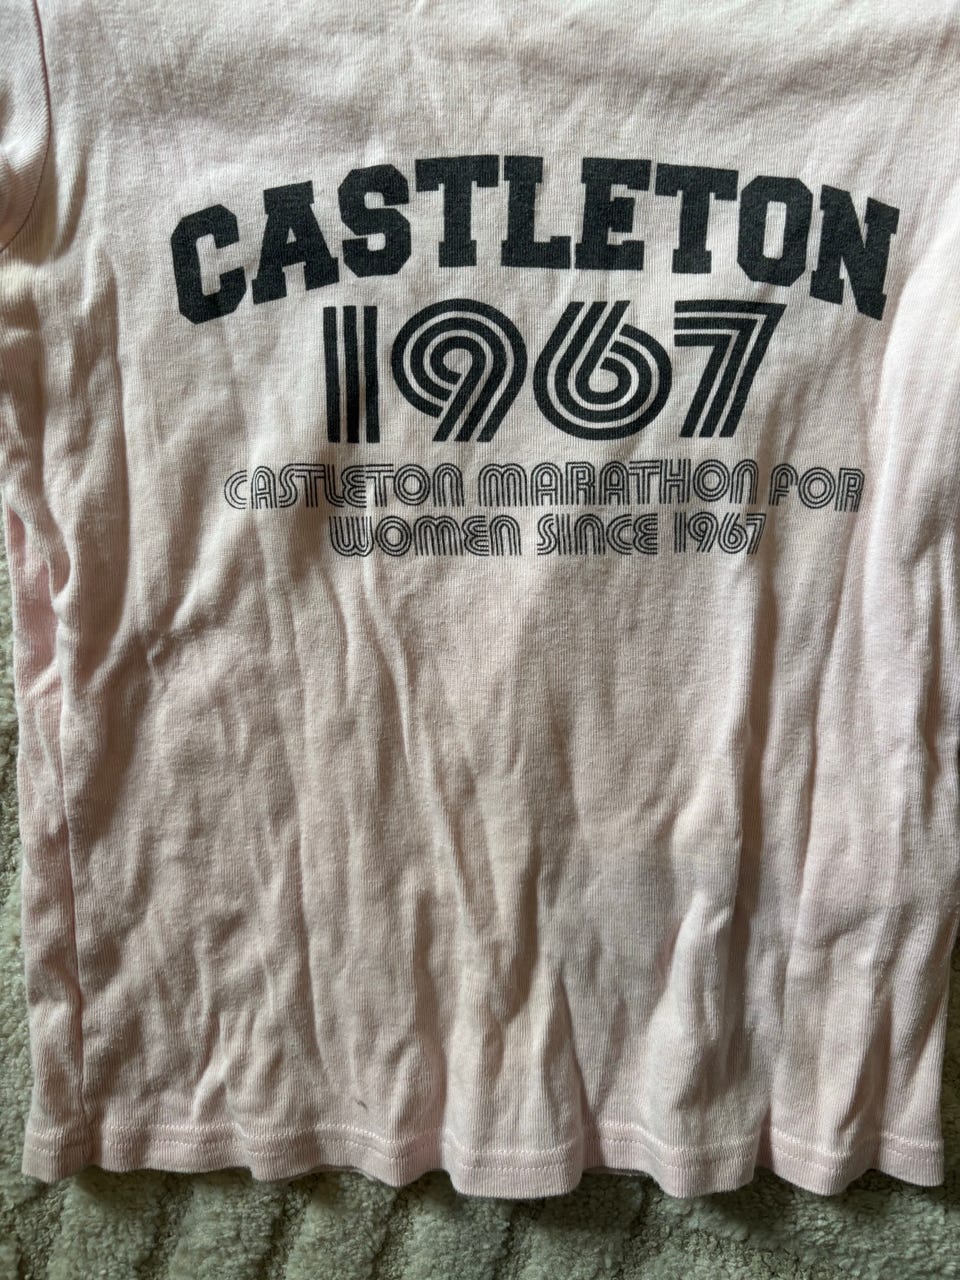 CASTLETON
1967
CASTLETON MARATHON FOR
WOMEN SINCE 1967